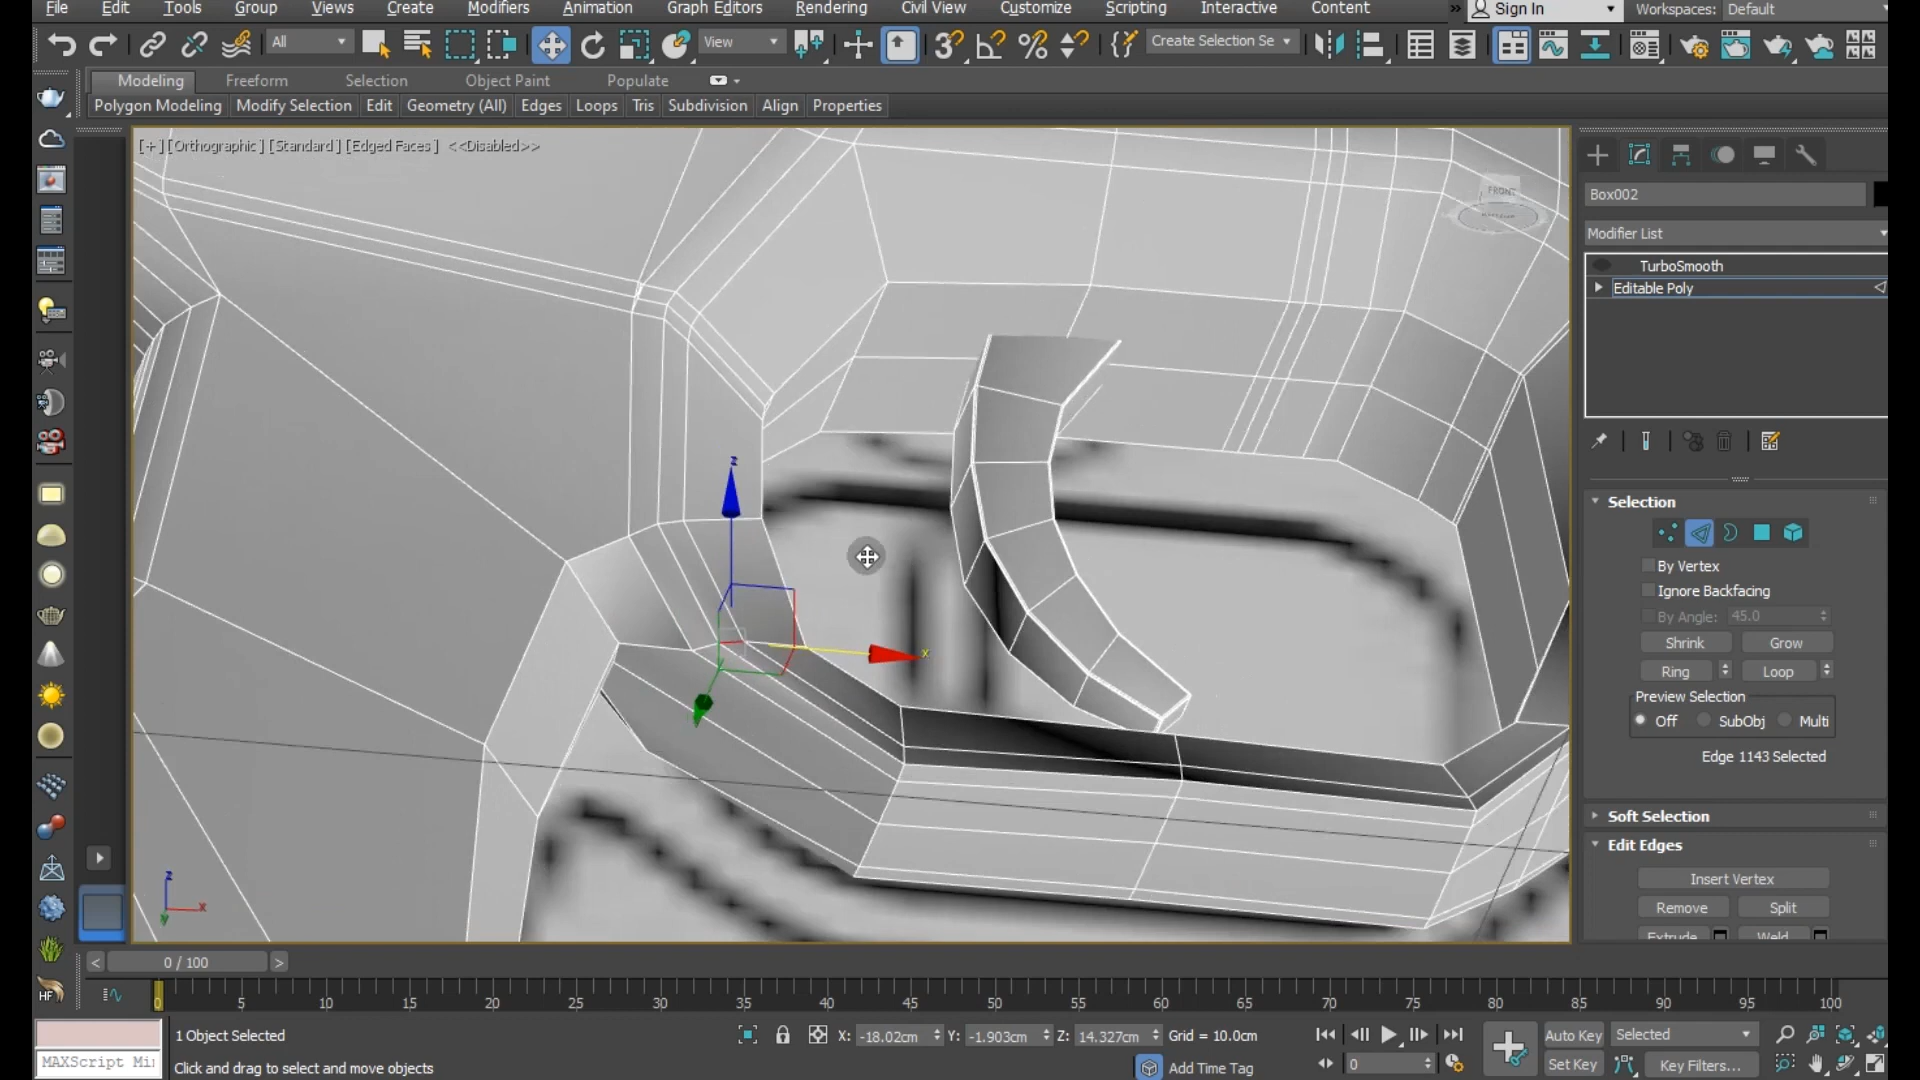 File Edit Tools Group Views Create Modifiers Animation Graph Editors Rendering Civil View Customize Scripting Interactive Content » Sign In Workspaces: Default
All View Create Selection Se
Modeling Freeform Selection Object Paint Populate
Polygon Modeling Modify Selection Edit Geometry (All) Edges Loops Tris Subdivision Align Properties
[+] [Orthographic] [Standard] [Edged Faces] <<Disabled>>
FRONT
Box002
Modifier List
TurboSmooth
Editable Poly
z
x
Selection
By Vertex
Ignore Backfacing
By Angle: 45.0
Shrink Grow
Ring Loop
Preview Selection
Off SubObj Multi
Edge 1143 Selected
Soft Selection
Edit Edges
Insert Vertex
Remove Split
Extrude Weld
z
x
y
HF
< 0 / 100 >
0 5 10 15 20 25 30 35 40 45 50 55 60 65 70 75 80 85 90 95 100
1 Object Selected X: -18.02cm Y: -1.903cm Z: 14.327cm Grid = 10.0cm Auto Key Selected
MAXScript Mi
Click and drag to select and move objects Add Time Tag 0 Set Key Key Filters...